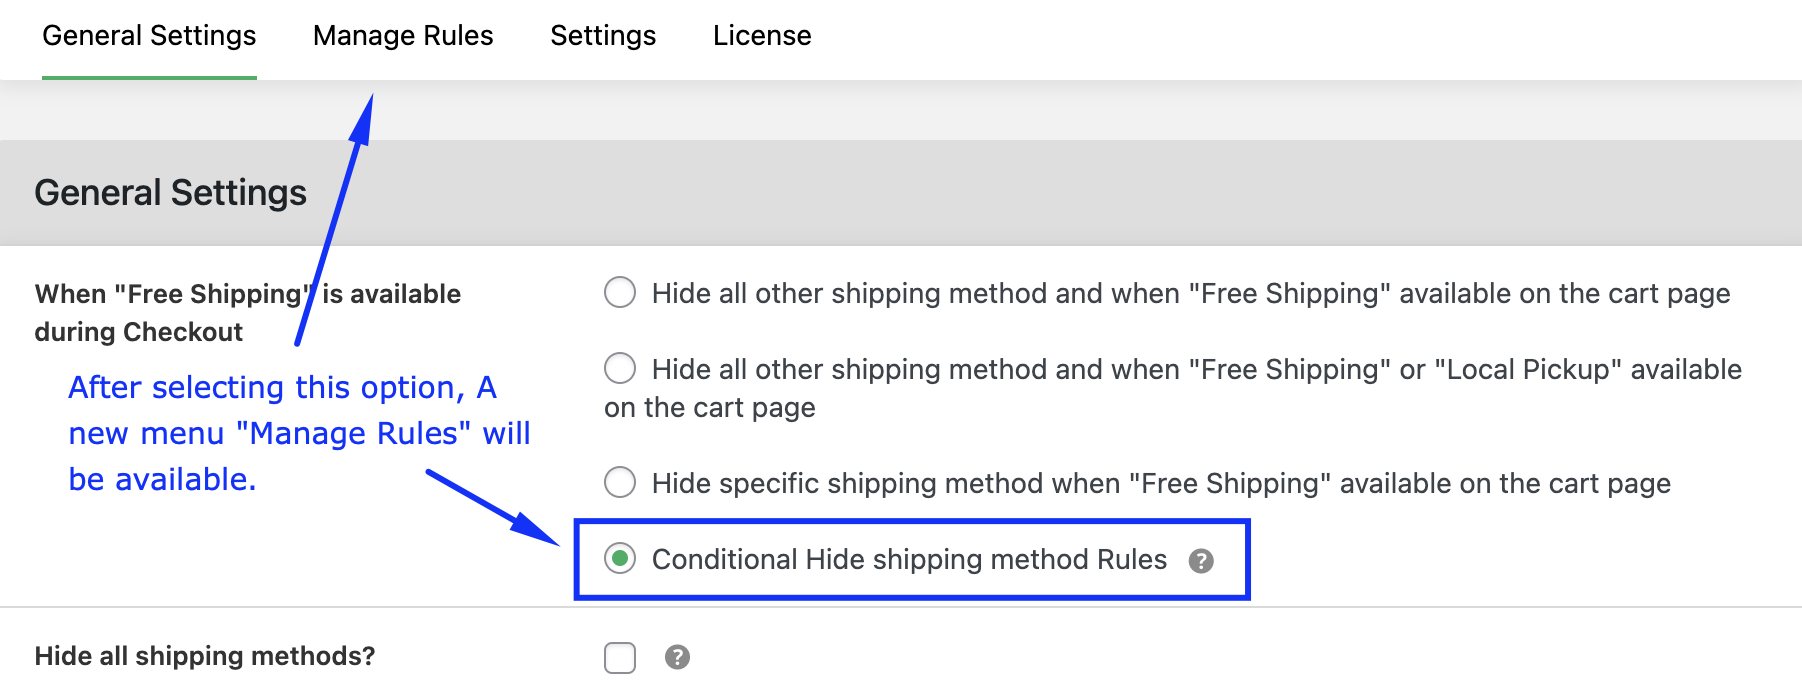 General Settings Manage Rules Settings License
General Settings
When "Free Shipping" is available
during Checkout
Hide all other shipping method and when "Free Shipping" available on the cart page
Hide all other shipping method and when "Free Shipping" or "Local Pickup" available
on the cart page
Hide specific shipping method when "Free Shipping" available on the cart page
Conditional Hide shipping method Rules ?
After selecting this option, A
new menu "Manage Rules" will
be available.
Hide all shipping methods? ?